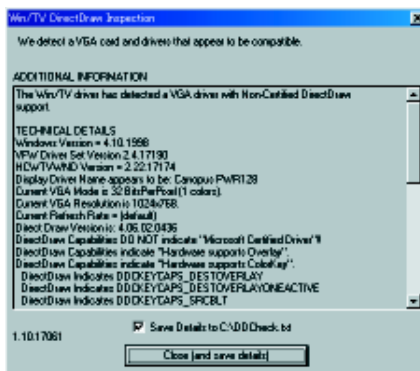 Win/TV DirectDraw Inspection
We detect a VGA card and drivers that appear to be compatible.
ADDITIONAL INFORMATION
The Win/TV driver has detected a VGA driver with Non-Certified DirectDraw
support.
TECHNICAL DETAILS
Windows Version = 4.10.1998
VFW Driver Set Version 2.4.17190
HCWTVWND Version = 2.22.17174
Display Driver Name appears to be: Canopus PWR128
Current VGA Mode is 32 BitsPerPixel (1 colors).
Current VGA Resolution is 1024x768.
Current Refresh Rate = (default)
Direct Draw Version is: 4.06.02.0436
DirectDraw Capabilities DO NOT indicate "Microsoft Certified Driver"!
DirectDraw Capabilities indicate "Hardware supports Overlay".
DirectDraw Capabilities indicate "Hardware supports ColorKey".
DirectDraw Indicates DDCKEYCAPS_DESTOVERLAY
DirectDraw Indicates DDCKEYCAPS_DESTOVERLAYONEACTIVE
DirectDraw Indicates DDCKEYCAPS_SRCBLT
Save Details to C:\DDCheck.txt
1.10.17061
Close (and save details)